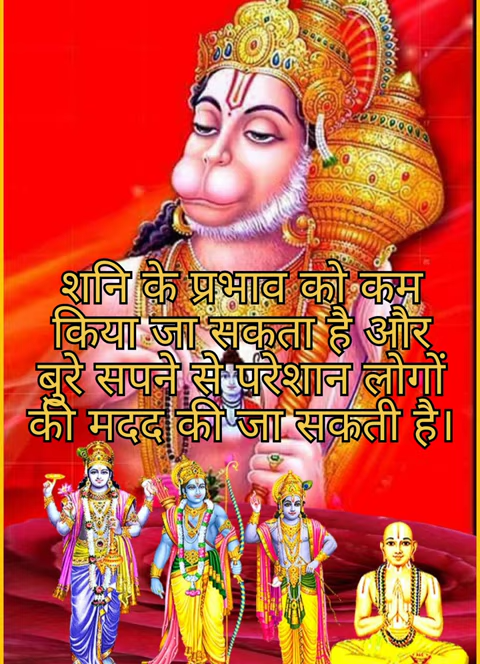 शनि के प्रभाव को कम
किया जा सकता है और
बुरे सपने से परेशान लोगों
की मदद की जा सकती है।